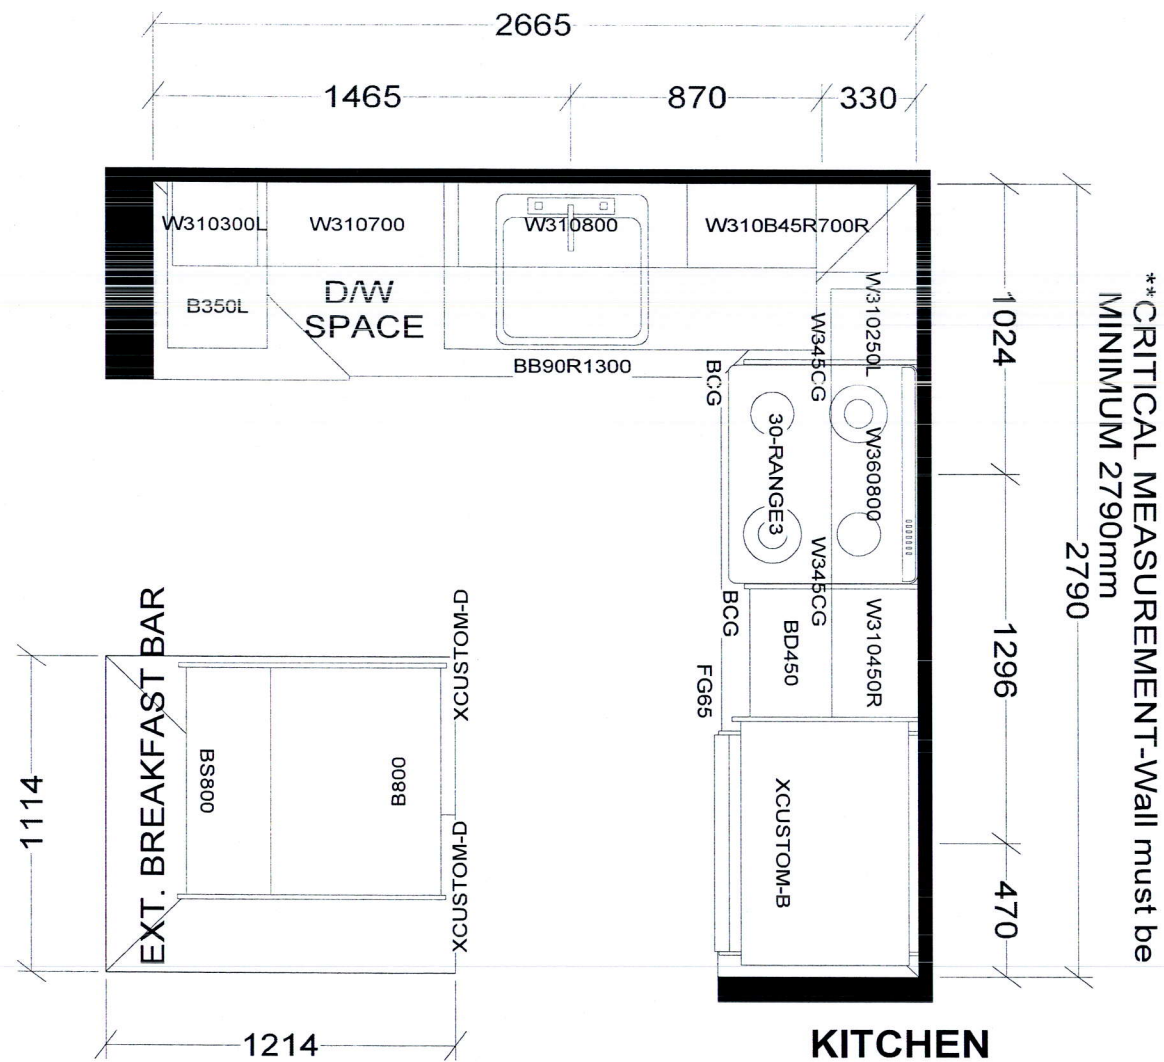 2665
1465
870
330
W310300L
W310700
W310800
W310B45R700R
B350L
D/W
SPACE
BB90R1300
W310250L
W345CG
BCG
30-RANGE3
W360800
W345CG
BCG
BD450
W310450R
FG65
XCUSTOM-B
1024
1296
470
2790
**CRITICAL MEASUREMENT-Wall must be
MINIMUM 2790mm
EXT. BREAKFAST BAR
BS800
B800
XCUSTOM-D
XCUSTOM-D
1114
1214
KITCHEN